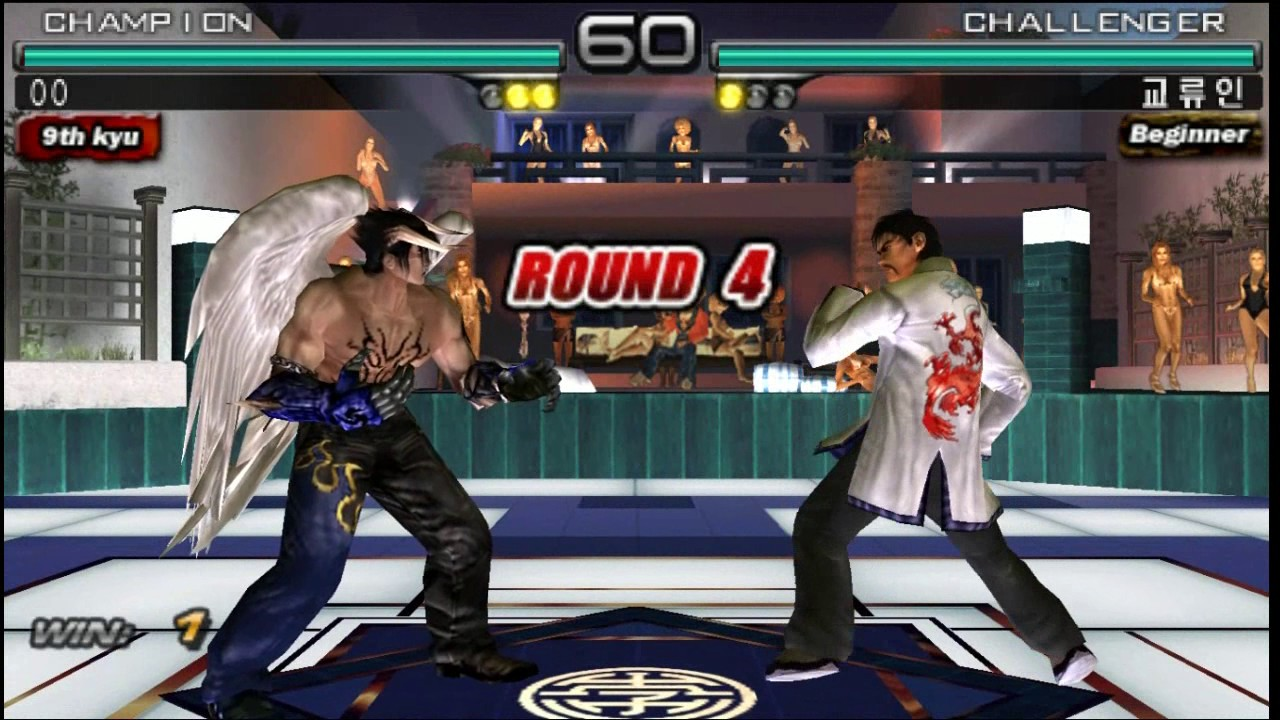 CHAMPION
60
CHALLENGER
00
교류인
9th kyu
Beginner
ROUND 4
WIN: 1